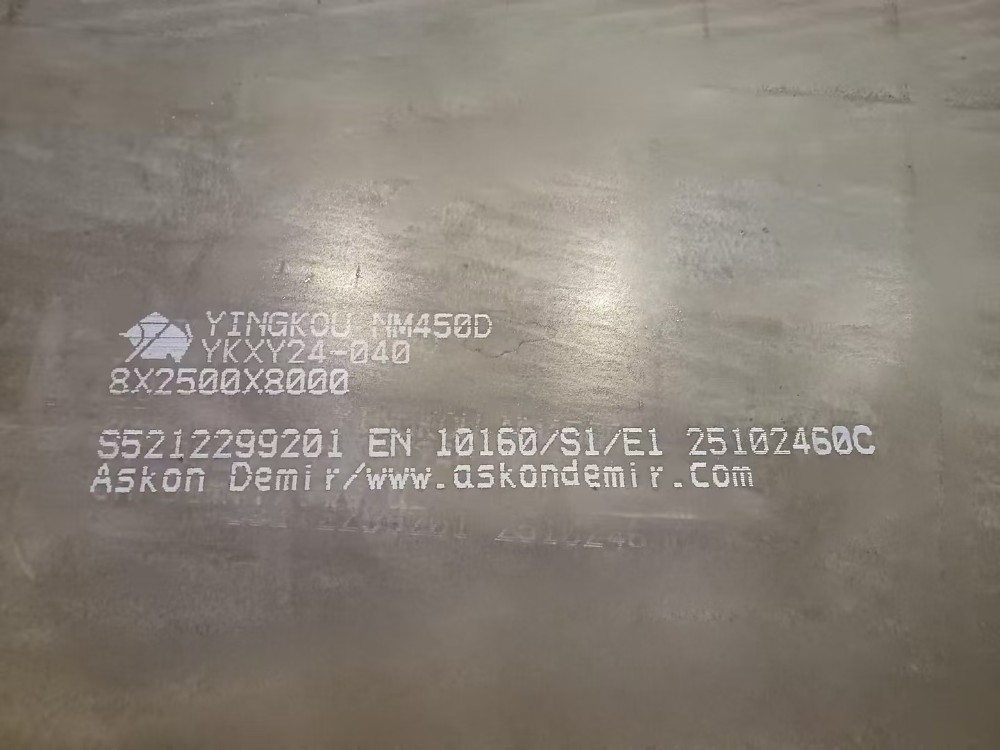 YINGKOU NM450D
YKXY24-040
8X2500X8000
S5212299201 EN 10160/S1/E1 25102460C
Askon Demir/www.askondemir.com